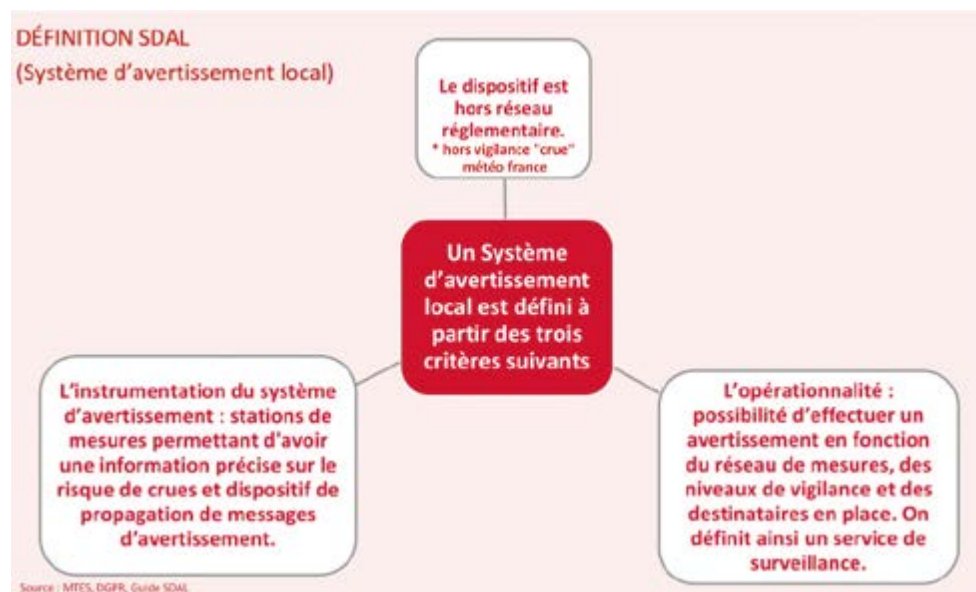 DÉFINITION SDAL
(Système d'avertissement local)
Le dispositif est
hors réseau
réglementaire.
* hors vigilance "crue"
météo france
Un Système
d'avertissement
local est défini à
partir des trois
critères suivants
L'instrumentation du système
d'avertissement : stations de
mesures permettant d'avoir
une information précise sur le
risque de crues et dispositif de
propagation de messages
d'avertissement.
L'opérationnalité :
possibilité d'effectuer un
avertissement en fonction
du réseau de mesures, des
niveaux de vigilance et des
destinataires en place. On
définit ainsi un service de
surveillance.
Source : MTES, DGPR, Guide SDAL